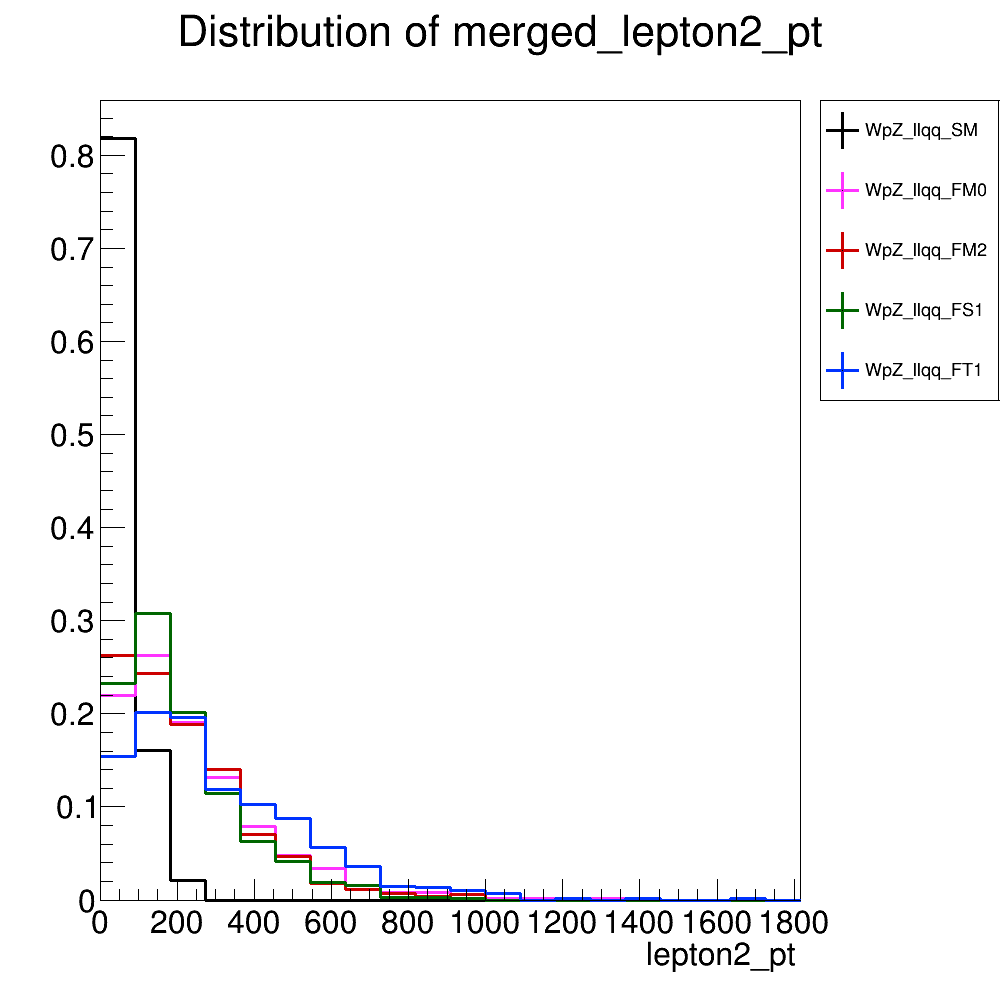 Distribution of merged_lepton2_pt
WpZ_llqq_SM
WpZ_llqq_FM0
WpZ_llqq_FM2
WpZ_llqq_FS1
WpZ_llqq_FT1
0.8
0.7
0.6
0.5
0.4
0.3
0.2
0.1
0
0 200 400 600 800 1000 1200 1400 1600 1800
lepton2_pt